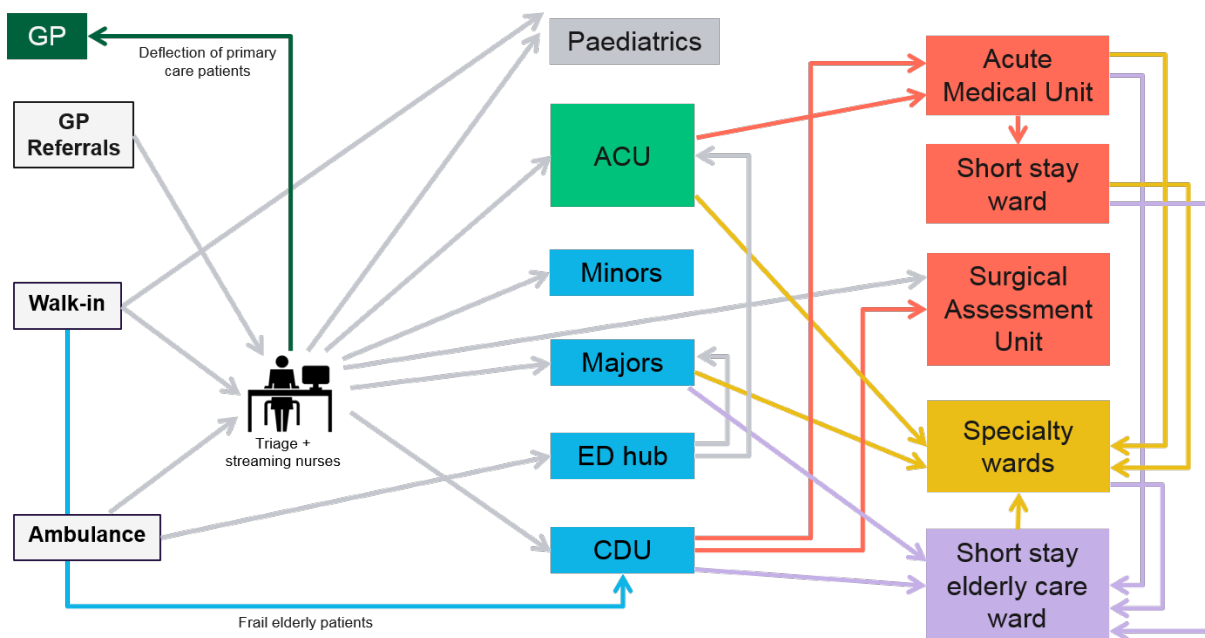 GP
Deflection of primary
care patients
Paediatrics
Acute
Medical Unit
GP
Referrals
ACU
Short stay
ward
Walk-in
Minors
Surgical
Assessment
Unit
Majors
Triage +
streaming nurses
ED hub
Specialty
wards
Ambulance
CDU
Short stay
elderly care
ward
Frail elderly patients